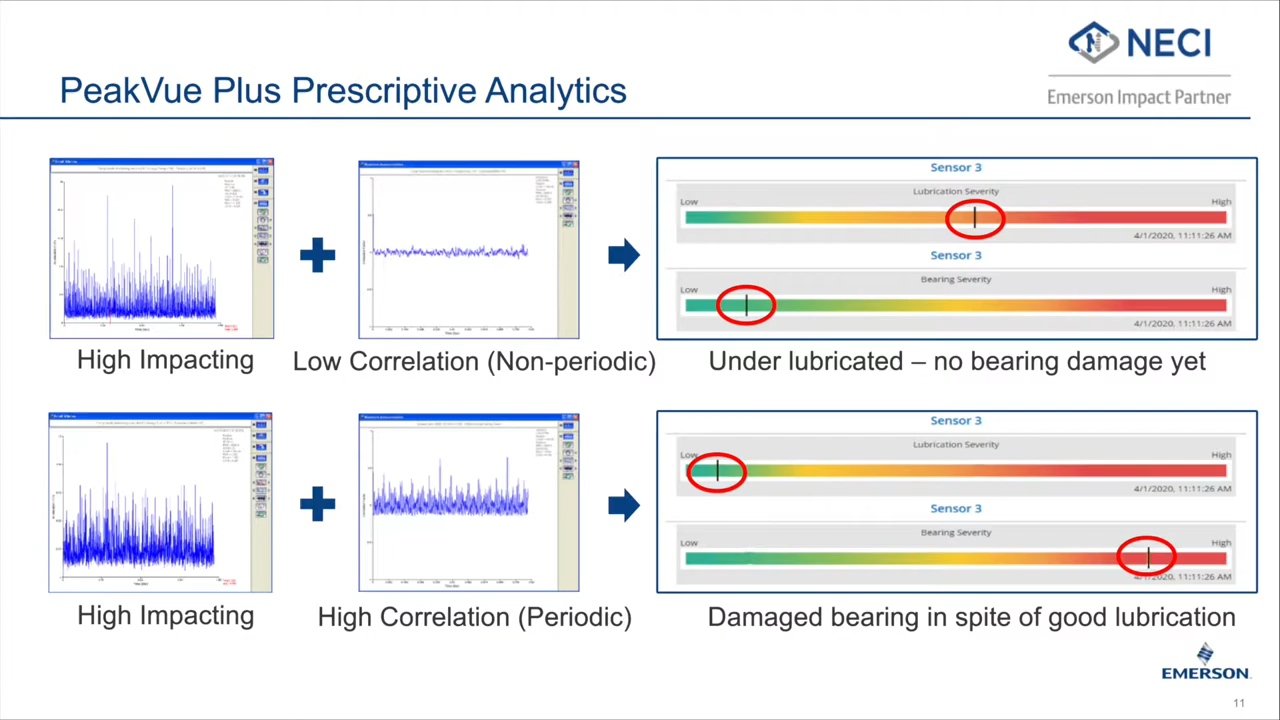 NECI
Emerson Impact Partner
PeakVue Plus Prescriptive Analytics
Sensor 3
Lubrication Severity
Low
High
4/1/2020, 11:11:26 AM
Sensor 3
Bearing Severity
Low
High
4/1/2020, 11:11:26 AM
High Impacting
Low Correlation (Non-periodic)
Under lubricated – no bearing damage yet
Sensor 3
Lubrication Severity
Low
High
4/1/2020, 11:11:26 AM
Sensor 3
Bearing Severity
Low
High
4/1/2020, 11:11:26 AM
High Impacting
High Correlation (Periodic)
Damaged bearing in spite of good lubrication
EMERSON
11